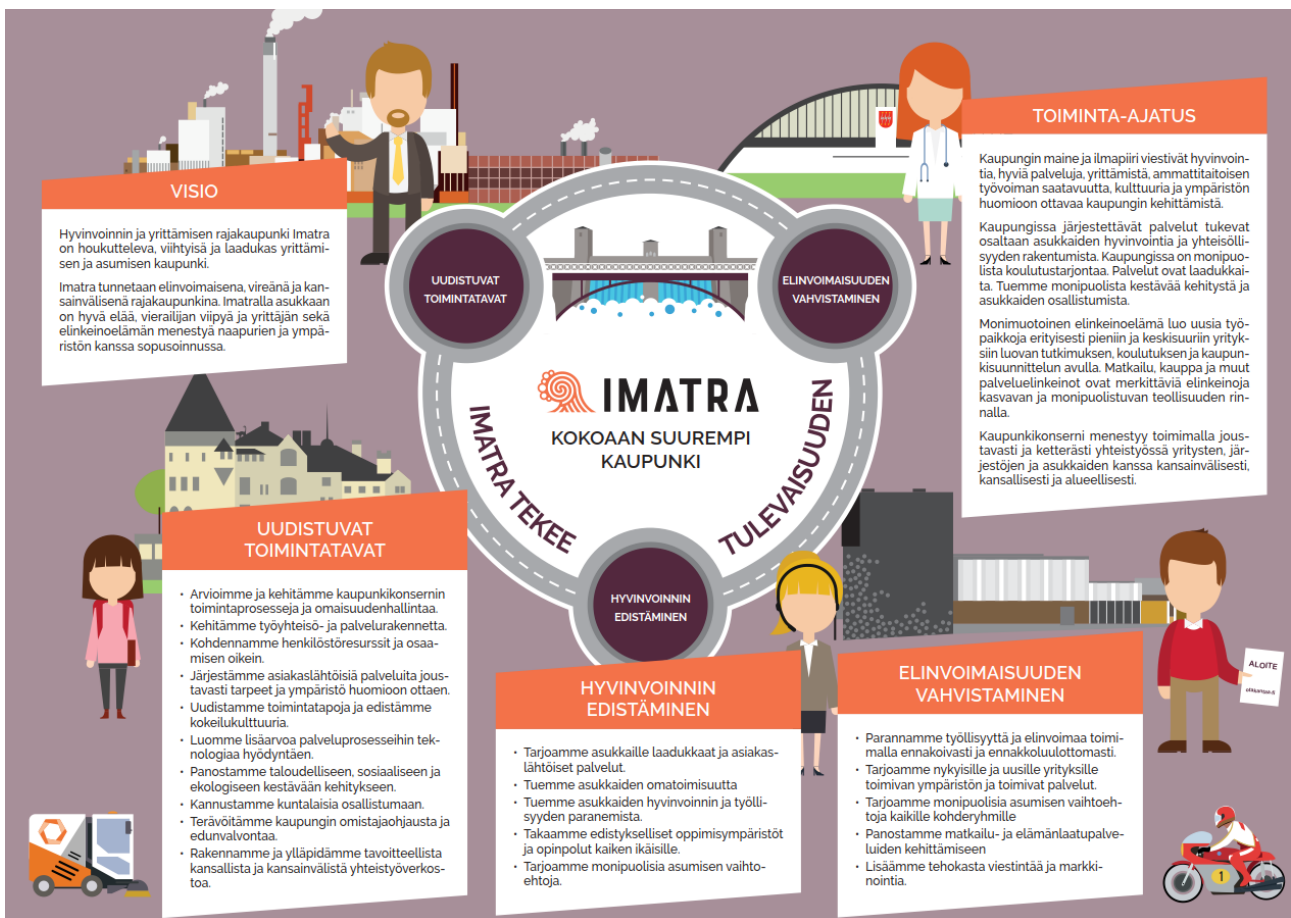 VISIO
Hyvinvoinnin ja yrittämisen rajakaupunki Imatra
on houkutteleva, viihtyisä ja laadukas yrittämi-
sen ja asumisen kaupunki.
Imatra tunnetaan elinvoimaisena, vireänä ja kan-
sainvälisenä rajakaupunkina. Imatralla asukkaan
on hyvä elää, vierailijan viipyä ja yrittäjän sekä
elinkeinoelämän menestyä naapurien ja ympä-
ristön kanssa sopusoinnussa.
UUDISTUVAT
TOIMINTATAVAT
ELINVOIMAISUUDEN
VAHVISTAMINEN
IMATRA
KOKOAAN SUUREMPI
KAUPUNKI
IMATRA TEKEE
TULEVAISUUDEN
HYVINVOINNIN
EDISTÄMINEN
TOIMINTA-AJATUS
Kaupungin maine ja ilmapiiri viestivät hyvinvoin-
tia, hyviä palveluja, yrittämistä, ammattitaitoisen
työvoiman saatavuutta, kulttuuria ja ympäristön
huomioon ottavaa kaupungin kehittämistä.
Kaupungissa järjestettävät palvelut tukevat
osaltaan asukkaiden hyvinvointia ja yhteisölli-
syyden rakentumista. Kaupungissa on monipuo-
lista koulutustarjontaa. Palvelut ovat laadukkai-
ta. Tuemme monipuolista kestävää kehitystä ja
asukkaiden osallistumista.
Monimuotoinen elinkeinoelämä luo uusia työ-
paikkoja erityisesti pieniin ja keskisuuriin yrityk-
siin luovan tutkimuksen, koulutuksen ja kaupun-
kisuunnittelun avulla. Matkailu, kauppa ja muut
palveluelinkeinot ovat merkittäviä elinkeinoja
kasvavan ja monipuolistuvan teollisuuden rin-
nalla.
Kaupunkikonserni menestyy toimimalla jous-
tavasti ja ketterästi yhteistyössä yritysten, jär-
jestöjen ja asukkaiden kanssa kansainvälisesti,
kansallisesti ja alueellisesti.
UUDISTUVAT
TOIMINTATAVAT
• Arvioimme ja kehitämme kaupunkikonsernin
toimintaprosesseja ja omaisuudenhallintaa.
• Kehitämme työyhteisö- ja palvelurakennetta.
• Kohdennamme henkilöstöresurssit ja osaa-
misen oikein.
• Järjestämme asiakaslähtöisiä palveluita jous-
tavasti tarpeet ja ympäristö huomioon ottaen.
• Uudistamme toimintatapoja ja edistämme
kokeilukulttuuria.
• Luomme lisäarvoa palveluprosesseihin tek-
nologiaa hyödyntäen.
• Panostamme taloudelliseen, sosiaaliseen ja
ekologiseen kestävään kehitykseen.
• Kannustamme kuntalaisia osallistumaan.
• Terävöitämme kaupungin omistajaohjausta ja
edunvalvontaa.
• Rakennamme ja ylläpidämme tavoitteellista
kansallista ja kansainvälistä yhteistyöverkos-
toa.
HYVINVOINNIN
EDISTÄMINEN
• Tarjoamme asukkaille laadukkaat ja asiakas-
lähtöiset palvelut.
• Tuemme asukkaiden omatoimisuutta
• Tuemme asukkaiden hyvinvoinnin ja työlli-
syyden paranemista.
• Takaamme edistykselliset oppimisympäristöt
ja opinpolut kaiken ikäisille.
• Tarjoamme monipuolisia asumisen vaihto-
ehtoja.
ELINVOIMAISUUDEN
VAHVISTAMINEN
• Parannamme työllisyyttä ja elinvoimaa toimi-
malla ennakoivasti ja ennakkoluulottomasti.
• Tarjoamme nykyisille ja uusille yrityksille
toimivan ympäristön ja toimivat palvelut.
• Tarjoamme monipuolisia asumisen vaihtoeh-
toja kaikille kohderyhmille
• Panostamme matkailu- ja elämänlaatupalve-
luiden kehittämiseen
• Lisäämme tehokasta viestintää ja markki-
nointia.
ALOITE
1